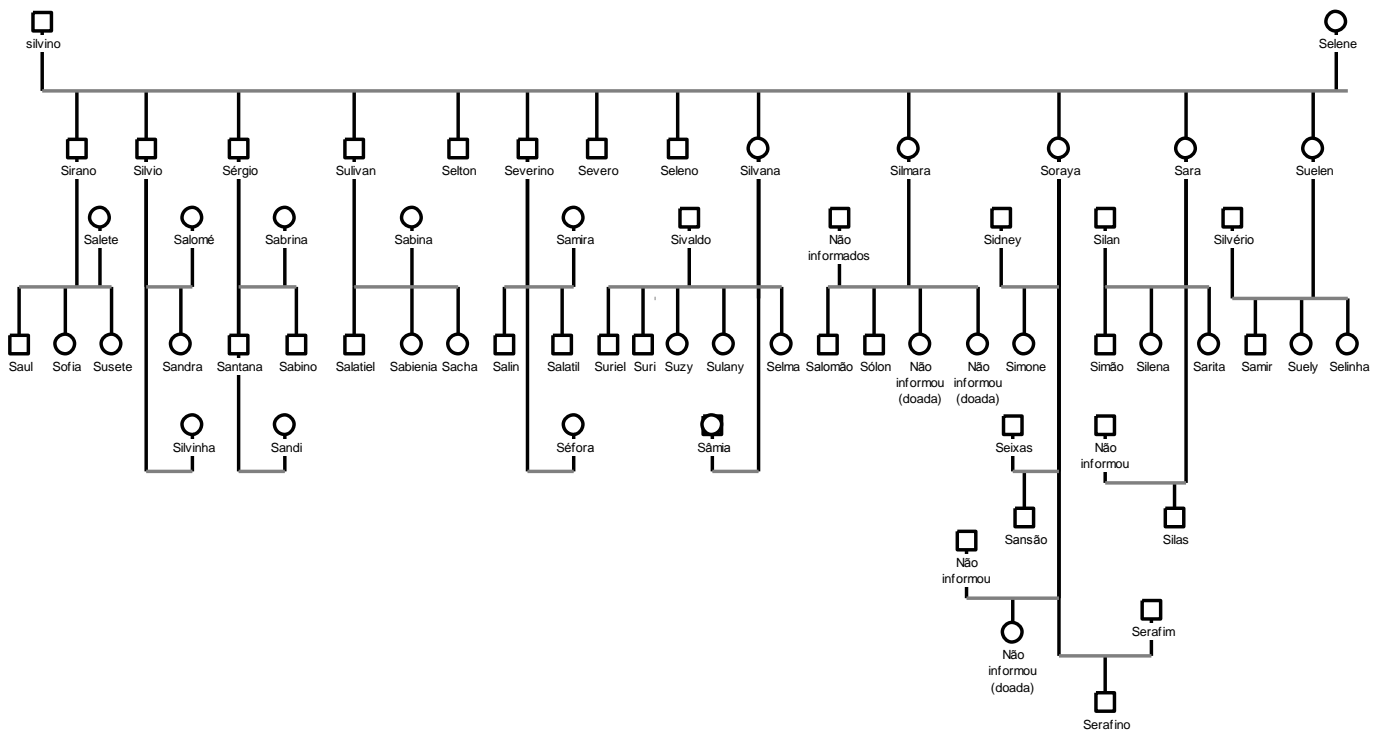 silvino
Selene
Sirano
Silvio
Sérgio
Sulivan
Selton
Severino
Severo
Seleno
Silvana
Silmara
Soraya
Sara
Suelen
Salete
Salomé
Sabrina
Sabina
Samira
Sivaldo
Não
informados
Sidney
Silan
Silvério
Saul
Sofia
Susete
Sandra
Santana
Sabino
Salatiel
Sabienia
Sacha
Salin
Salatil
Suriel
Suri
Suzy
Sulany
Selma
Salomão
Sólon
Não
informou
(doada)
Não
informou
(doada)
Simone
Simão
Silena
Sarita
Samir
Suely
Selinha
Silvinha
Sandi
Séfora
Sâmia
Seixas
Não
informou
Sansão
Silas
Não
informou
Serafim
Não
informou
(doada)
Serafino